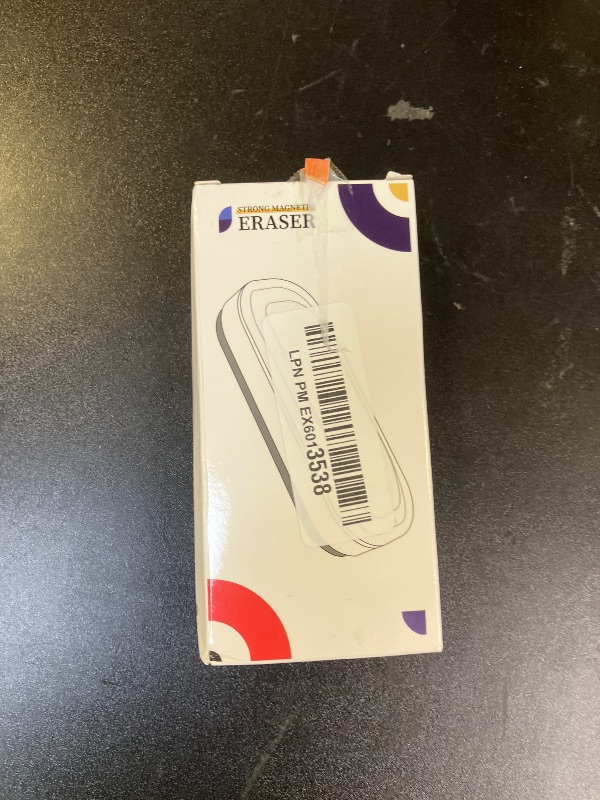 STRONG MAGNETI
ERASER
LPN PM EX6013538